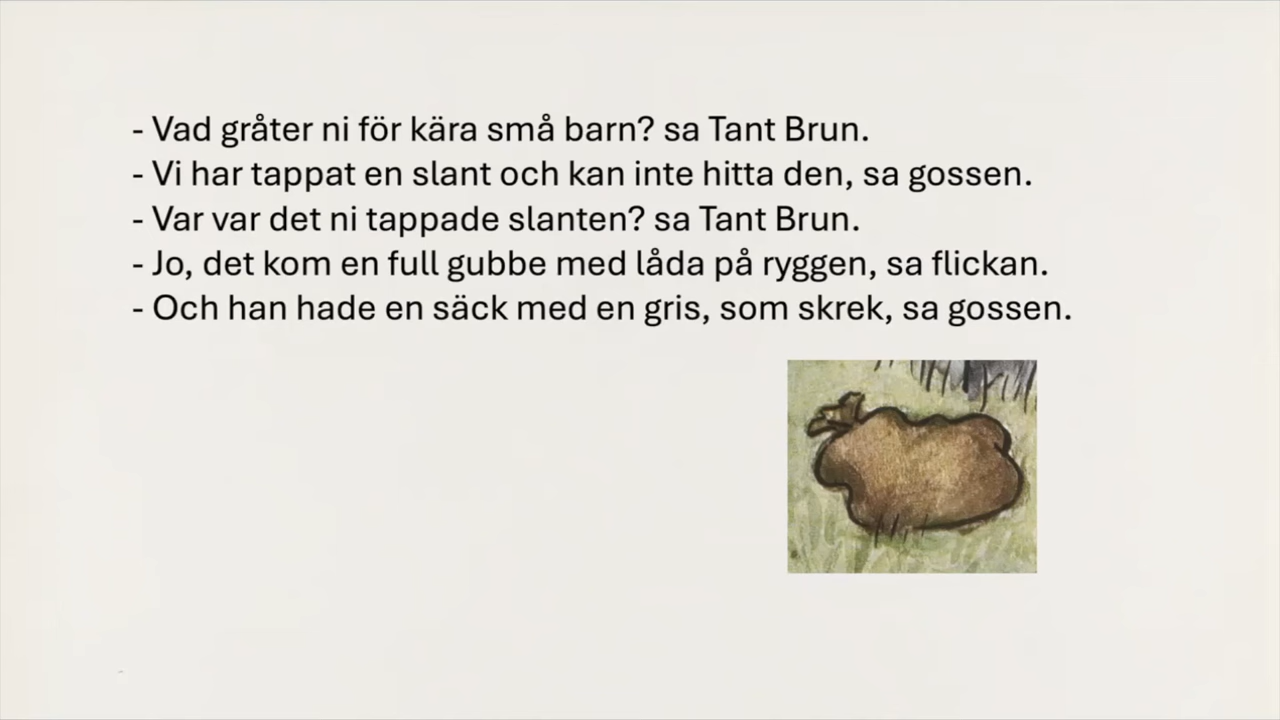 - Vad gråter ni för kära små barn? sa Tant Brun.
- Vi har tappat en slant och kan inte hitta den, sa gossen.
- Var var det ni tappade slanten? sa Tant Brun.
- Jo, det kom en full gubbe med låda på ryggen, sa flickan.
- Och han hade en säck med en gris, som skrek, sa gossen.